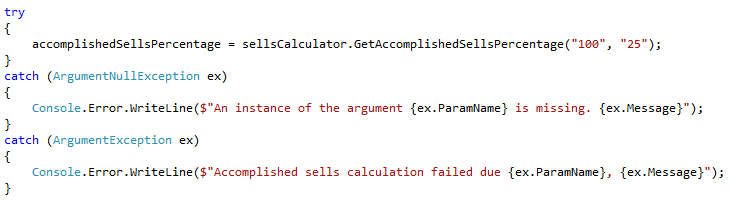 try
{
    accomplishedSellsPercentage = sellsCalculator.GetAccomplishedSellsPercentage("100", "25");
}
catch (ArgumentNullException ex)
{
    Console.Error.WriteLine($"An instance of the argument {ex.ParamName} is missing. {ex.Message}");
}
catch (ArgumentException ex)
{
    Console.Error.WriteLine($"Accomplished sells calculation failed due {ex.ParamName}, {ex.Message}");
}